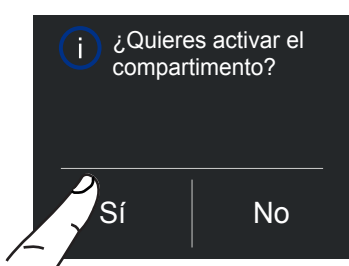 i
¿Quieres activar el
compartimento?
Sí
No